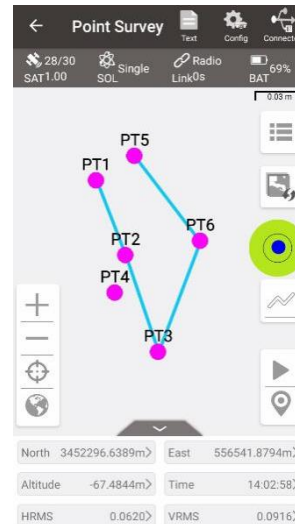 Point Survey
Text Config Connect
28/30 Single Radio 69%
SAT1.00 SOL Link0s BAT
0.03 m
PT5
PT1
PT2
PT6
PT4
PT3
North 3452296.6389m> East 556541.8794m>
Altitude -67.4844m> Time 14:02:58>
HRMS 0.0620> VRMS 0.0916>